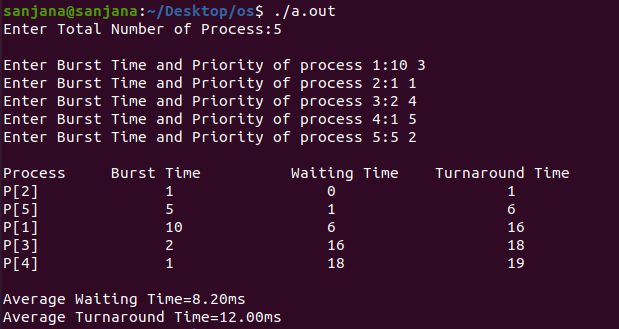 sanjana@sanjana:~/Desktop/os$ ./a.out
Enter Total Number of Process:5
Enter Burst Time and Priority of process 1:10 3
Enter Burst Time and Priority of process 2:1 1
Enter Burst Time and Priority of process 3:2 4
Enter Burst Time and Priority of process 4:1 5
Enter Burst Time and Priority of process 5:5 2
Process Burst Time Waiting Time Turnaround Time
P[2] 1 0 1
P[5] 5 1 6
P[1] 10 6 16
P[3] 2 16 18
P[4] 1 18 19
Average Waiting Time=8.20ms
Average Turnaround Time=12.00ms